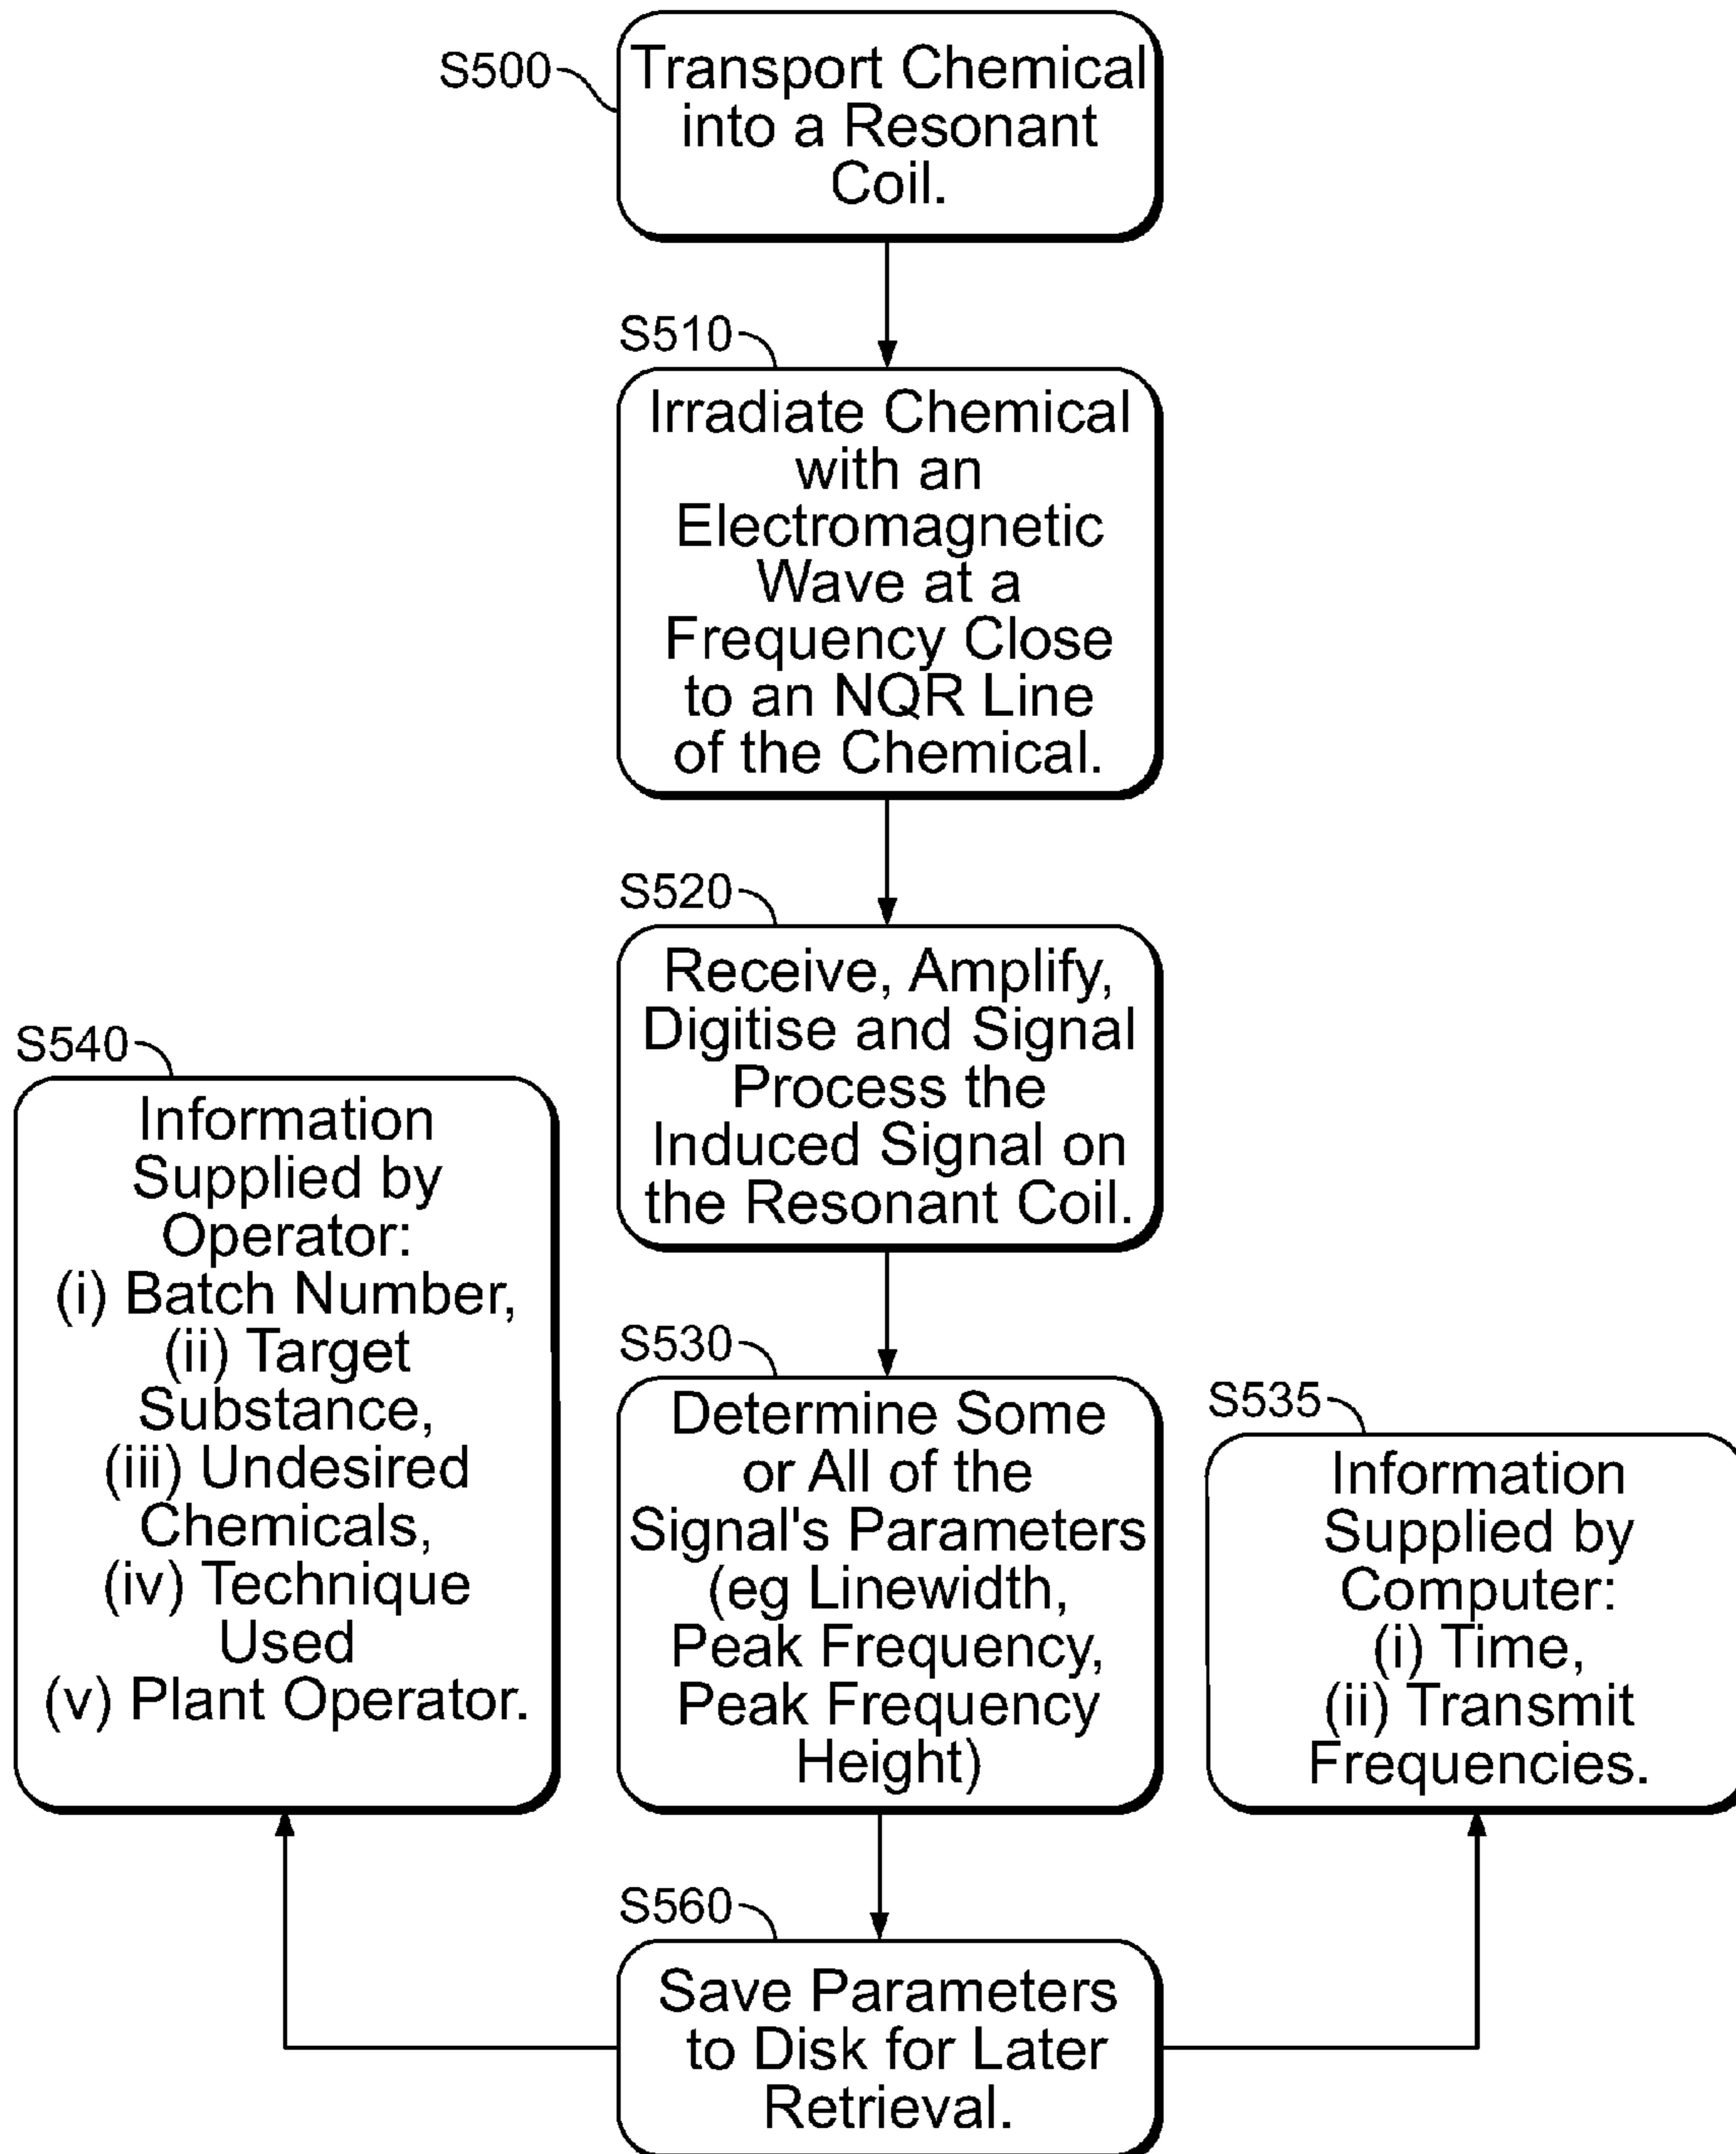 S500
Transport Chemical
into a Resonant
Coil.
S510
Irradiate Chemical
with an
Electromagnetic
Wave at a
Frequency Close
to an NQR Line
of the Chemical.
S520
Receive, Amplify,
Digitise and Signal
Process the
Induced Signal on
the Resonant Coil.
S540
Information
Supplied by
Operator:
(i) Batch Number,
(ii) Target
Substance,
(iii) Undesired
Chemicals,
(iv) Technique
Used
(v) Plant Operator.
S530
Determine Some
or All of the
Signal's Parameters
(eg Linewidth,
Peak Frequency,
Peak Frequency
Height)
S535
Information
Supplied by
Computer:
(i) Time,
(ii) Transmit
Frequencies.
S560
Save Parameters
to Disk for Later
Retrieval.